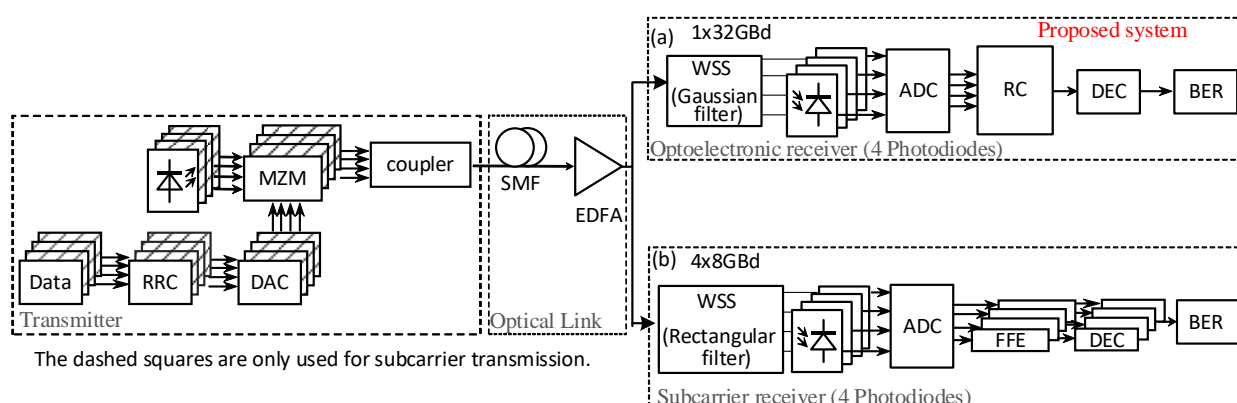 (a) 1x32GBd
Proposed system
WSS
(Gaussian
filter)
ADC
RC
DEC
BER
Optoelectronic receiver (4 Photodiodes)
MZM
coupler
SMF
EDFA
Data
RRC
DAC
Transmitter
Optical Link
The dashed squares are only used for subcarrier transmission.
(b) 4x8GBd
WSS
(Rectangular
filter)
ADC
FFE
DEC
BER
Subcarrier receiver (4 Photodiodes)